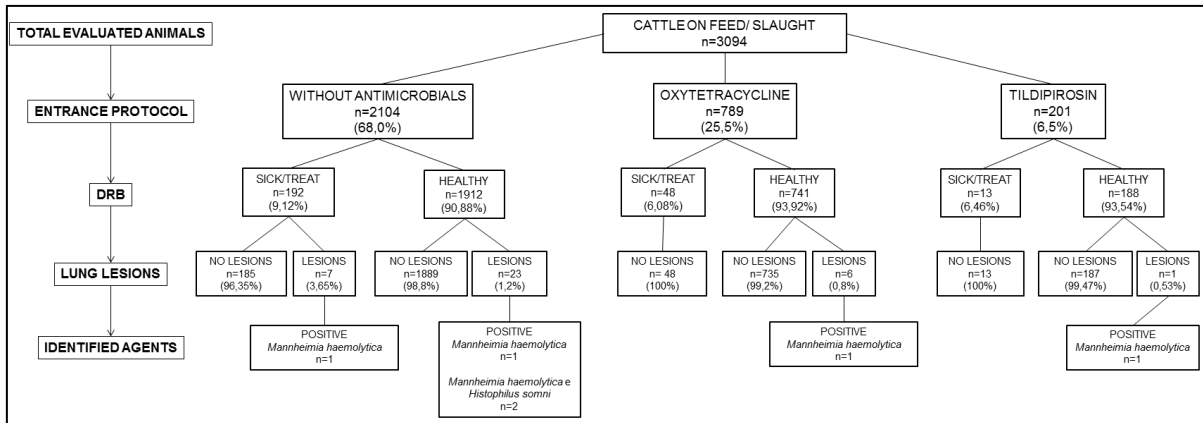 TOTAL EVALUATED ANIMALS
ENTRANCE PROTOCOL
DRB
LUNG LESIONS
IDENTIFIED AGENTS
CATTLE ON FEED/ SLAUGHT
n=3094
WITHOUT ANTIMICROBIALS
n=2104
(68,0%)
OXYTETRACYCLINE
n=789
(25,5%)
TILDIPIROSIN
n=201
(6,5%)
SICK/TREAT
n=192
(9,12%)
HEALTHY
n=1912
(90,88%)
SICK/TREAT
n=48
(6,08%)
HEALTHY
n=741
(93,92%)
SICK/TREAT
n=13
(6,46%)
HEALTHY
n=188
(93,54%)
NO LESIONS
n=185
(96,35%)
LESIONS
n=7
(3,65%)
NO LESIONS
n=1889
(98,8%)
LESIONS
n=23
(1,2%)
NO LESIONS
n= 48
(100%)
NO LESIONS
n=735
(99,2%)
LESIONS
n=6
(0,8%)
NO LESIONS
n=13
(100%)
NO LESIONS
n=187
(99,47%)
LESIONS
n=1
(0,53%)
POSITIVE
Mannheimia haemolytica
n=1
POSITIVE
Mannheimia haemolytica
n=1
Mannheimia haemolytica e
Histophilus somni
n=2
POSITIVE
Mannheimia haemolytica
n=1
POSITIVE
Mannheimia haemolytica
n=1